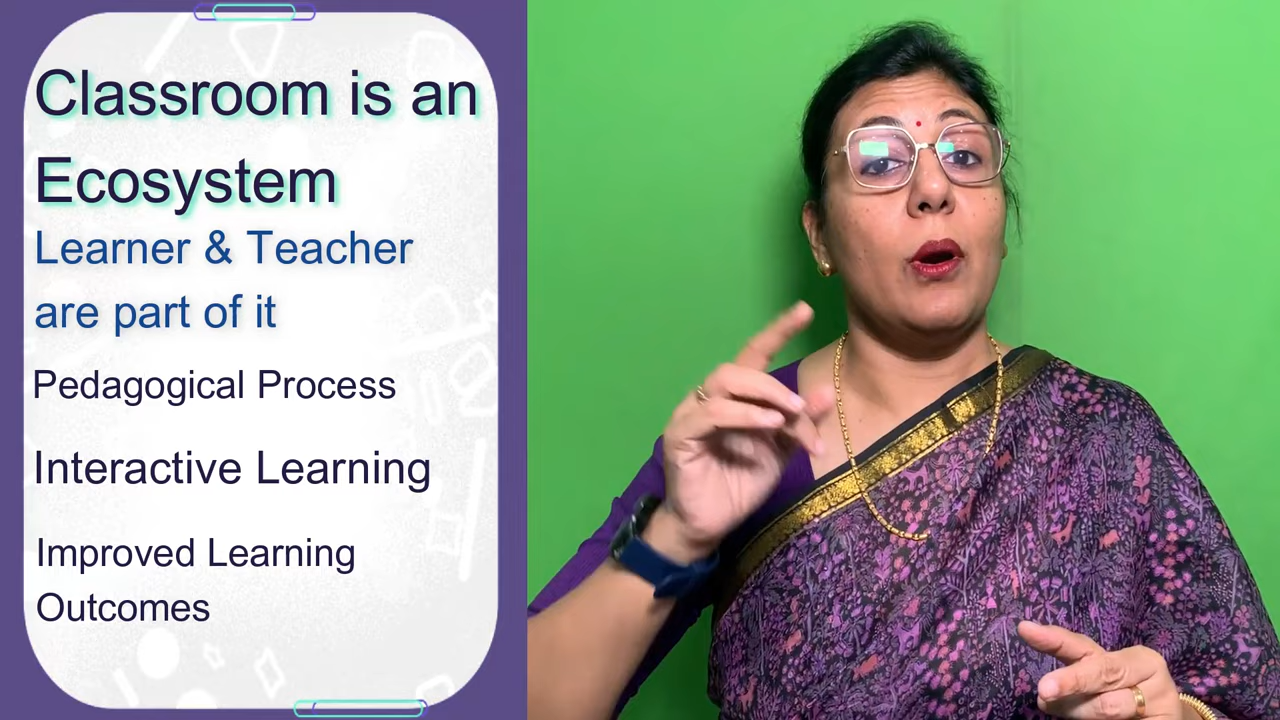 Classroom is an
Ecosystem
Learner & Teacher
are part of it
Pedagogical Process
Interactive Learning
Improved Learning
Outcomes